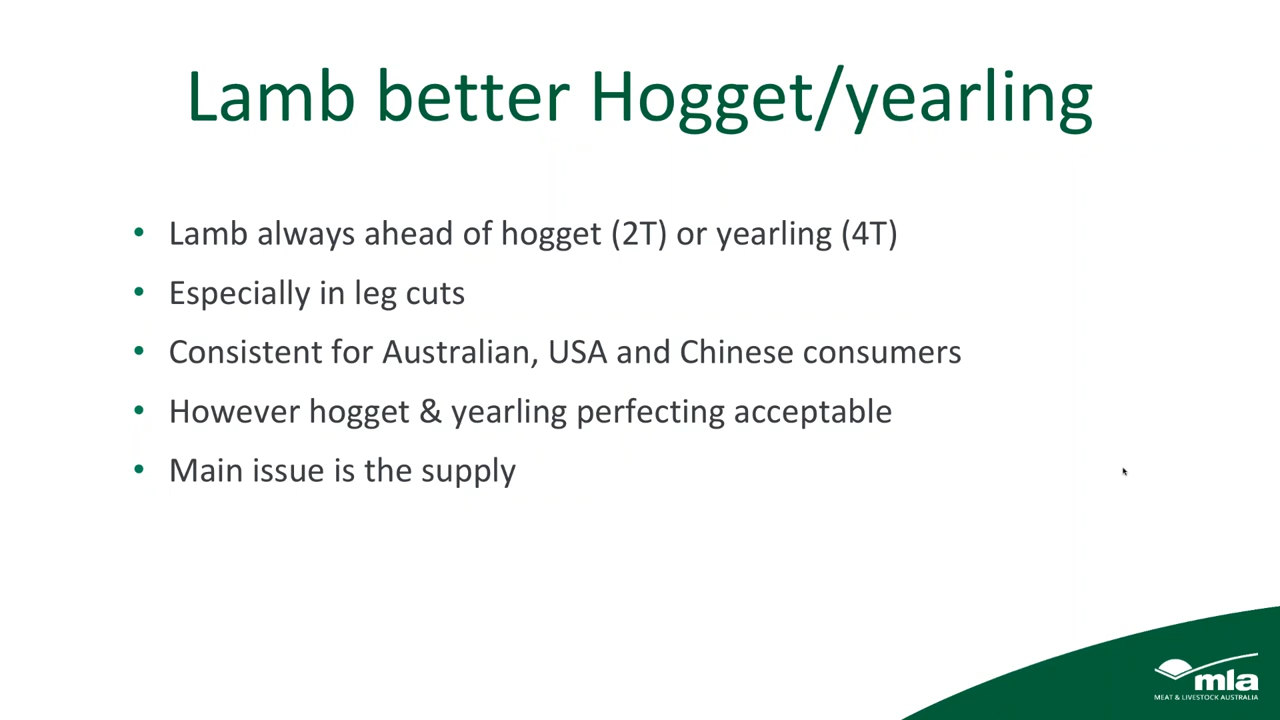 Lamb better Hogget/yearling
• Lamb always ahead of hogget (2T) or yearling (4T)
• Especially in leg cuts
• Consistent for Australian, USA and Chinese consumers
• However hogget & yearling perfecting acceptable
• Main issue is the supply
mla
MEAT & LIVESTOCK AUSTRALIA